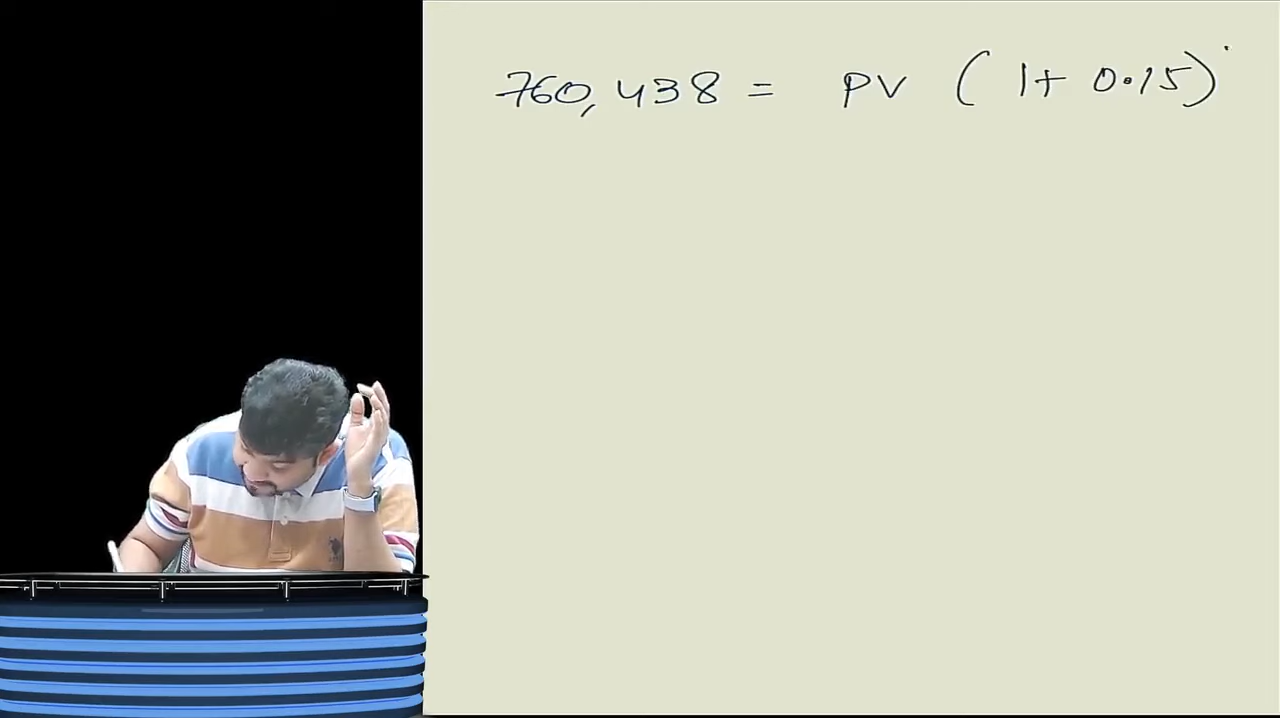 760,438 = PV (1+ 0.15)